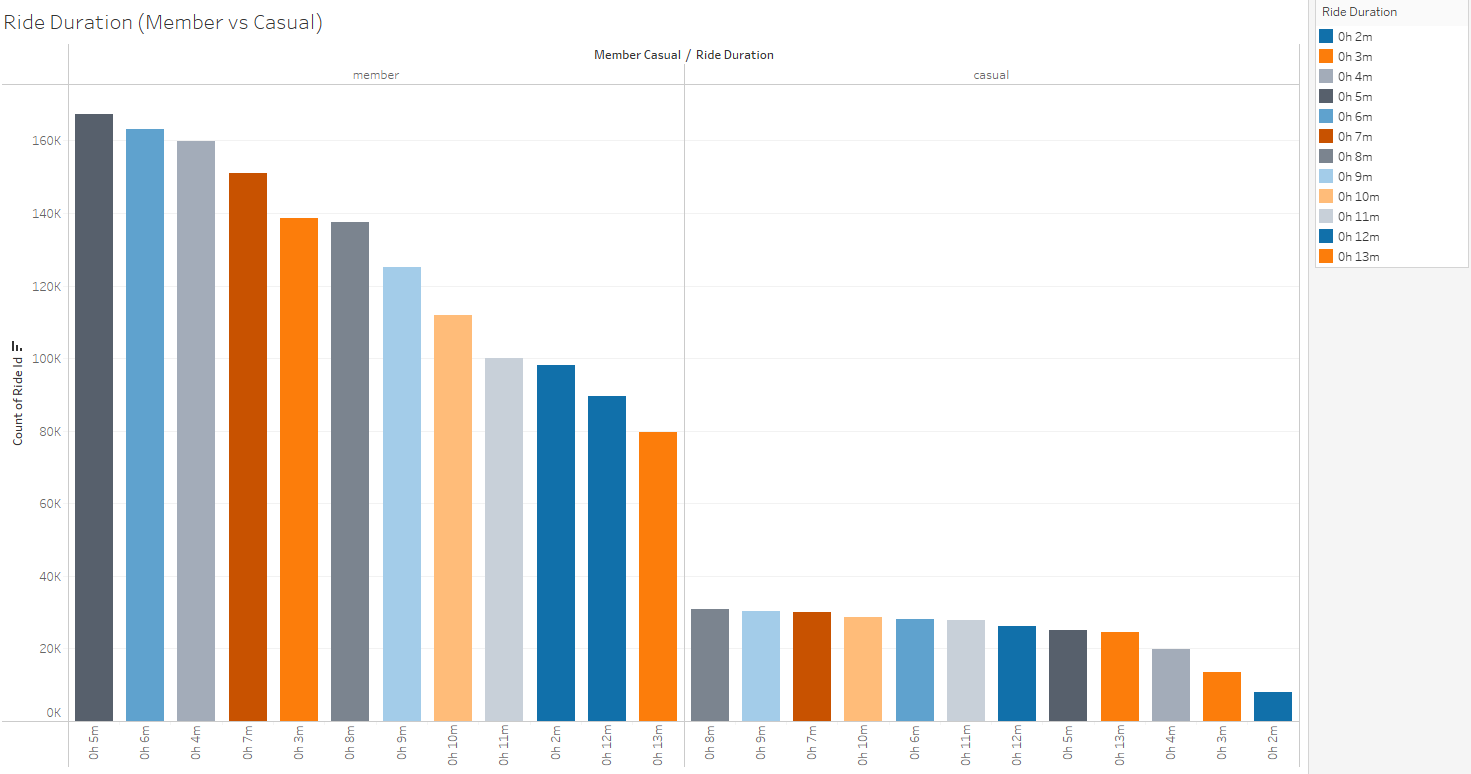 Ride Duration (Member vs Casual)
Member Casual / Ride Duration
member
casual
Count of Ride Id
160K
140K
120K
100K
80K
60K
40K
20K
0K
0h 5m
0h 6m
0h 4m
0h 7m
0h 3m
0h 8m
0h 9m
0h 10m
0h 11m
0h 2m
0h 12m
0h 13m
0h 8m
0h 9m
0h 7m
0h 10m
0h 6m
0h 11m
0h 12m
0h 5m
0h 13m
0h 4m
0h 3m
0h 2m
Ride Duration
0h 2m
0h 3m
0h 4m
0h 5m
0h 6m
0h 7m
0h 8m
0h 9m
0h 10m
0h 11m
0h 12m
0h 13m